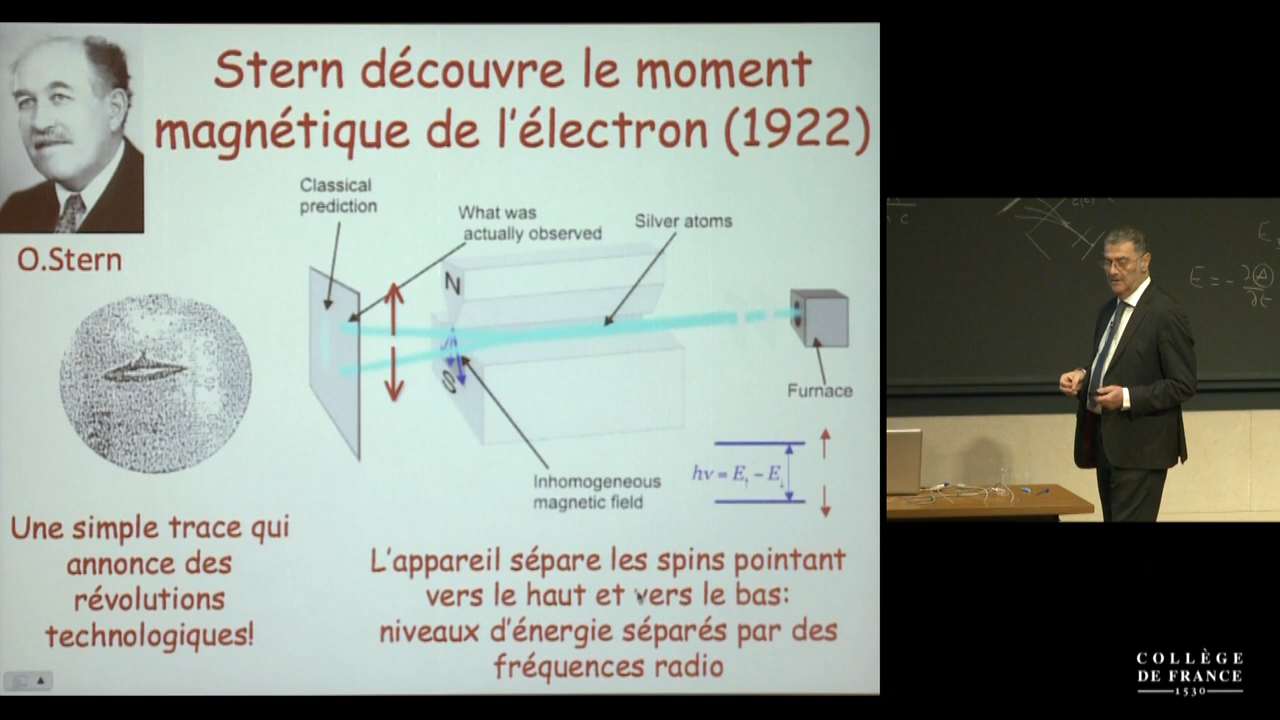 Stern découvre le moment
magnétique de l'électron (1922)
O.Stern
Classical
prediction
What was
actually observed
Silver atoms
N
S
Furnace
Inhomogeneous
magnetic field
hν = E↑ − E↓
Une simple trace qui
annonce des
révolutions
technologiques!
L'appareil sépare les spins pointant
vers le haut et vers le bas:
niveaux d'énergie séparés par des
fréquences radio
COLLÈGE
DE FRANCE
1530